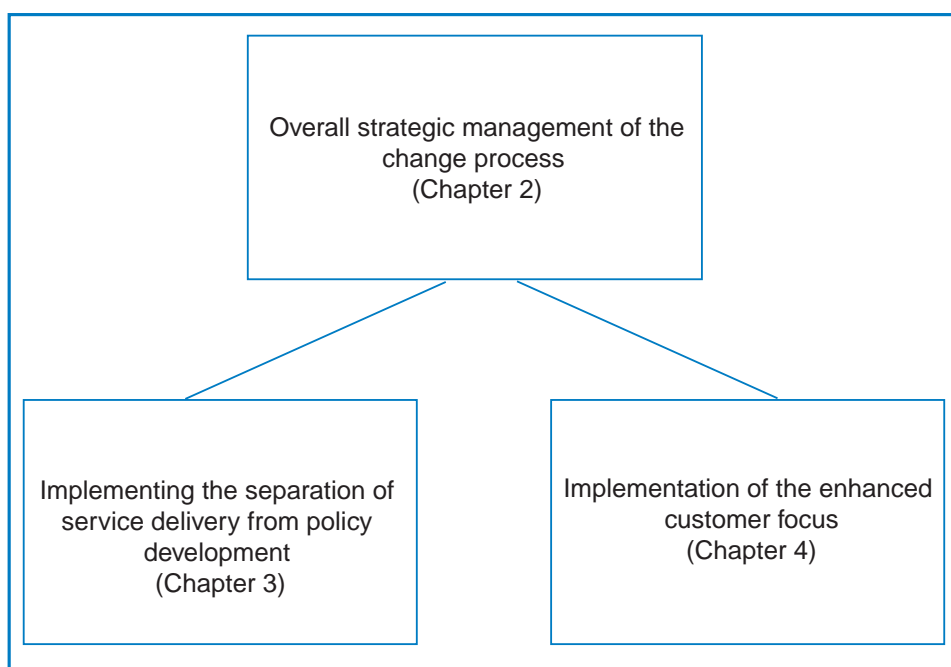 Overall strategic management of the
change process
(Chapter 2)
Implementing the separation of
service delivery from policy
development
(Chapter 3)
Implementation of the enhanced
customer focus
(Chapter 4)